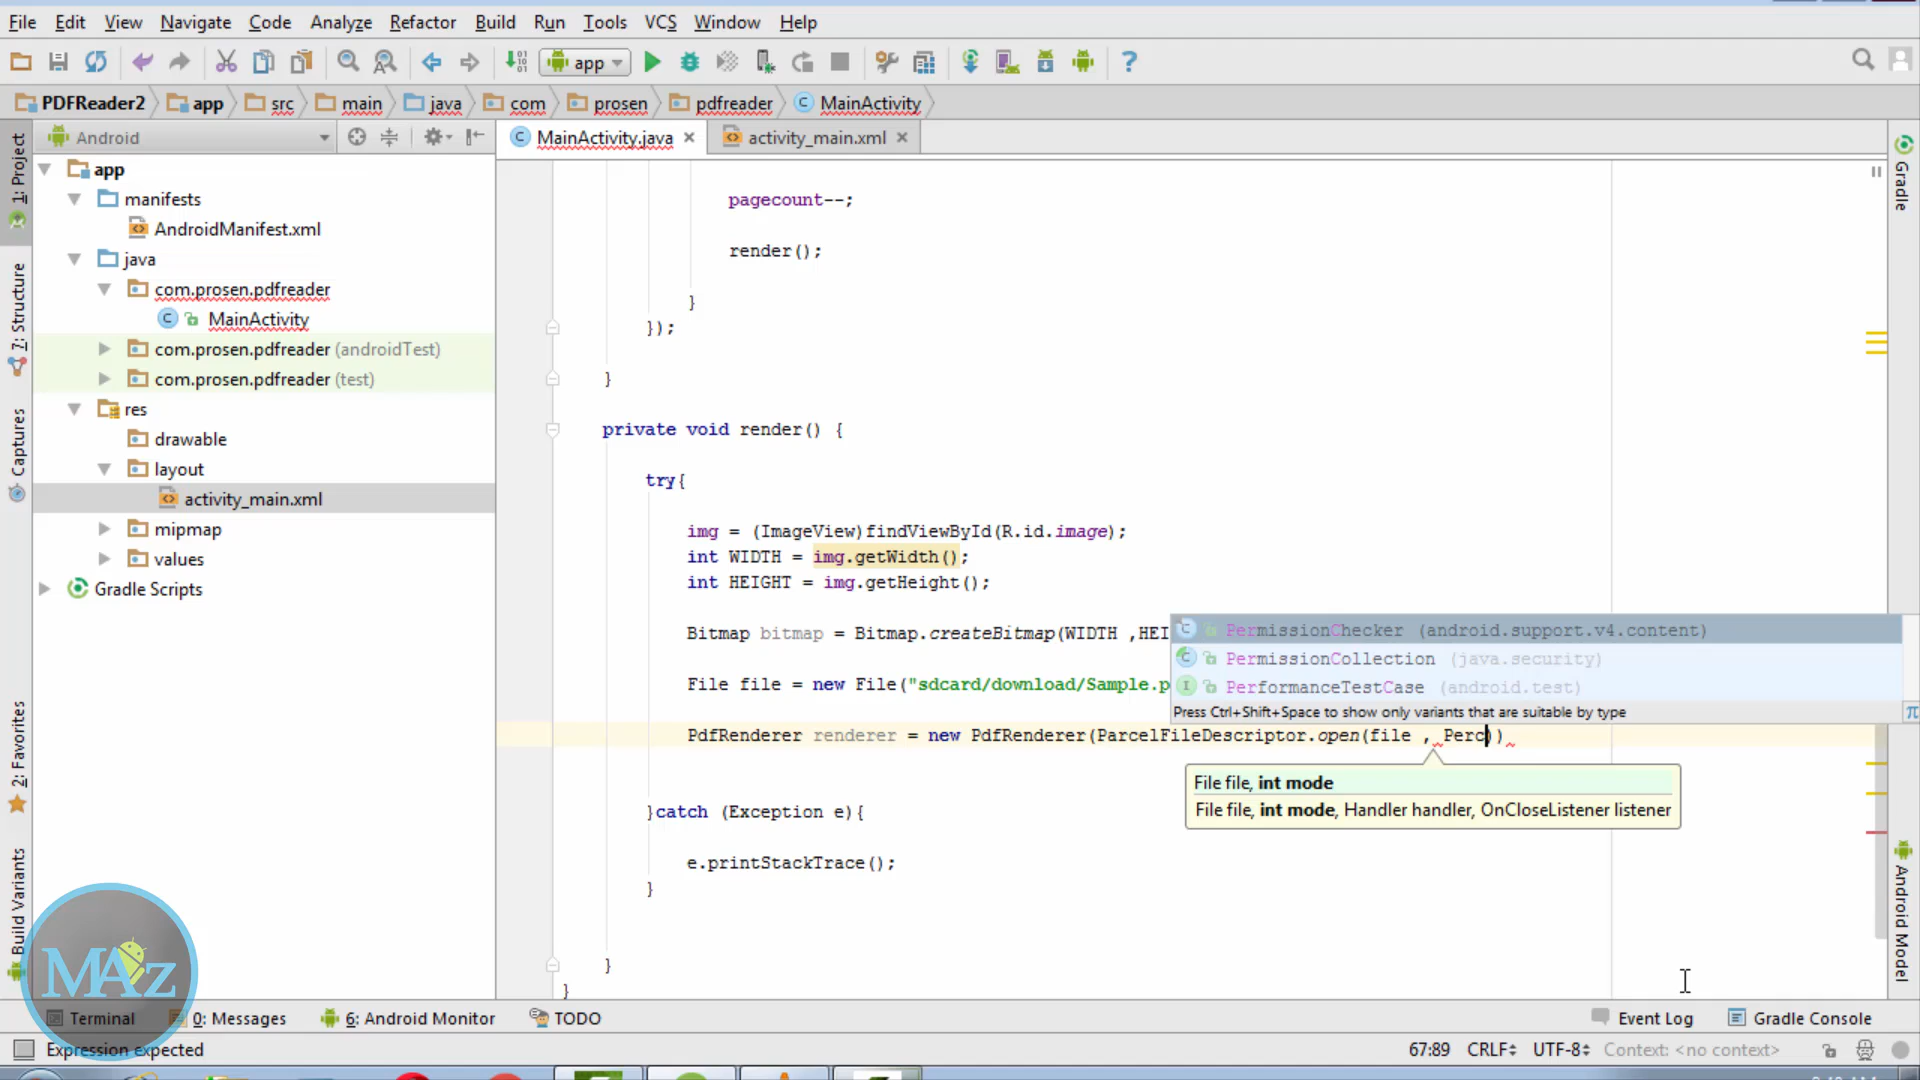 File Edit View Navigate Code Analyze Refactor Build Run Tools VCS Window Help
app
PDFReader2 app src main java com prosen pdfreader MainActivity
Android
MainActivity.java activity_main.xml
1: Project
7: Structure
Captures
2: Favorites
Build Variants
Gradle
Android Model
app
manifests
AndroidManifest.xml
java
com.prosen.pdfreader
MainActivity
com.prosen.pdfreader (androidTest)
com.prosen.pdfreader (test)
res
drawable
layout
activity_main.xml
mipmap
values
Gradle Scripts
pagecount--;
render();
}
});
}
private void render() {
try{
img = (ImageView)findViewById(R.id.image);
int WIDTH = img.getWidth();
int HEIGHT = img.getHeight();
Bitmap bitmap = Bitmap.createBitmap(WIDTH ,HEI
File file = new File("sdcard/download/Sample.p
PdfRenderer renderer = new PdfRenderer(ParcelFileDescriptor.open(file , Perc))
PermissionChecker (android.support.v4.content)
PermissionCollection (java.security)
PerformanceTestCase (android.test)
Press Ctrl+Shift+Space to show only variants that are suitable by type
π
File file, int mode
File file, int mode, Handler handler, OnCloseListener listener
}catch (Exception e){
e.printStackTrace();
}
}
}
MAz
Terminal 0: Messages 6: Android Monitor TODO Event Log Gradle Console
Expression expected 67:89 CRLF UTF-8 Context: <no context>